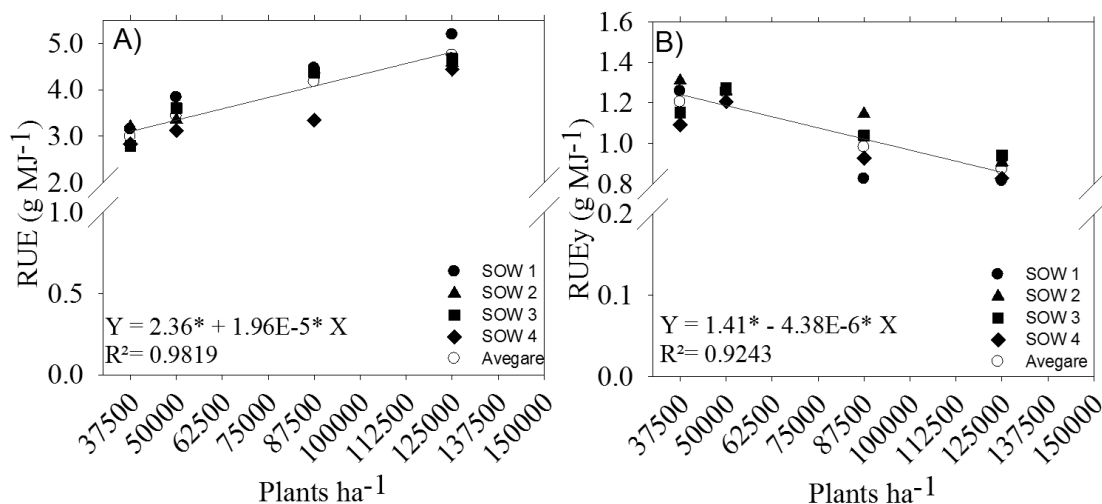 A)
5.0
4.0
3.0
2.0
1.0
0.5
0.0
RUE (g MJ-1)
SOW 1
SOW 2
SOW 3
SOW 4
Avegare
Y = 2.36* + 1.96E-5* X
R²= 0.9819
37500
50000
62500
75000
87500
100000
112500
125000
137500
150000
Plants ha-1
B)
1.6
1.4
1.2
1.0
0.8
0.2
0.0
RUEy (g MJ-1)
SOW 1
SOW 2
SOW 3
SOW 4
Avegare
Y = 1.41* - 4.38E-6* X
R²= 0.9243
37500
50000
62500
75000
87500
100000
112500
125000
137500
150000
Plants ha-1